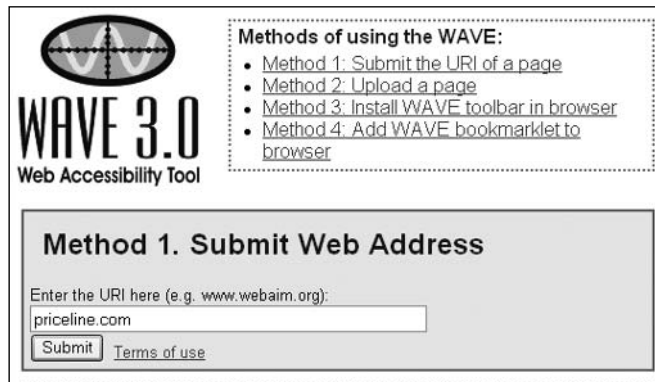 WAVE 3.0
Web Accessibility Tool
Methods of using the WAVE:
• Method 1: Submit the URI of a page
• Method 2: Upload a page
• Method 3: Install WAVE toolbar in browser
• Method 4: Add WAVE bookmarklet to
browser
Method 1. Submit Web Address
Enter the URI here (e.g. www.webaim.org):
priceline.com
Submit Terms of use